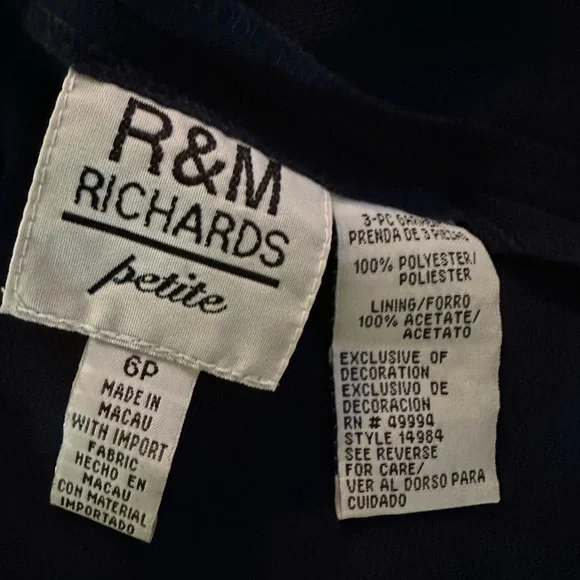 R&M
RICHARDS
petite
6P
MADE IN
MACAU
WITH IMPORT
FABRIC
HECHO EN
MACAU
CON MATERIAL
IMPORTADO
3-PC
PRENDA DE 3
100% POLYESTER/
POLIESTER
LINING/FORRO
100% ACETATE/
ACETATO
EXCLUSIVE OF
DECORATION
EXCLUSIVO DE
DECORACION
RN # 49994
STYLE 14984
SEE REVERSE
FOR CARE/
VER AL DORSO PARA
CUIDADO